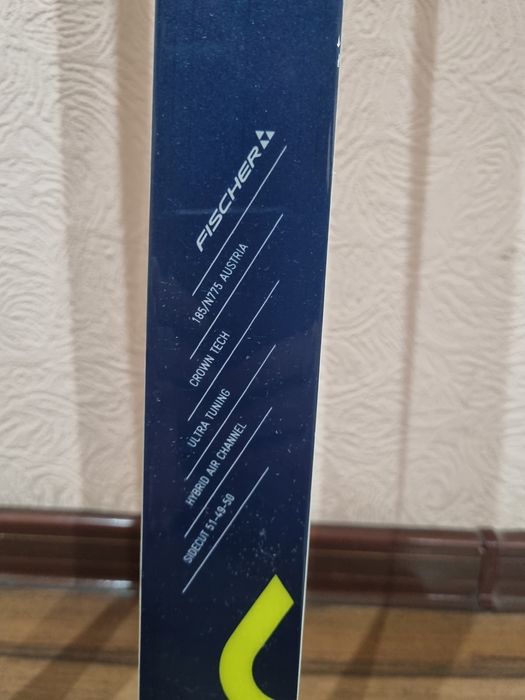 FISCHER
185/N775 AUSTRIA
CROWN TECH
ULTRA TUNING
HYBRID AIR CHANNEL
SIDECUT 51-49-50